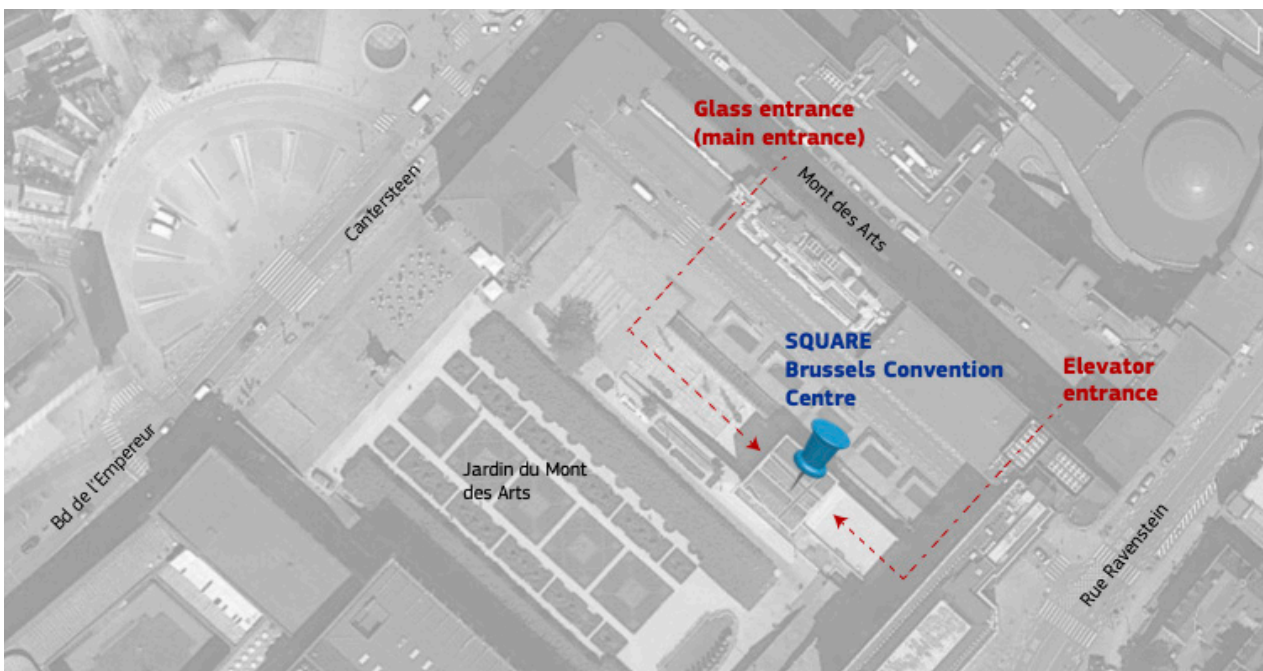 Glass entrance
(main entrance)
Cantersteen
Mont des Arts
SQUARE
Brussels Convention
Centre
Elevator
entrance
Jardin du Mont
des Arts
Bd de l'Empereur
Rue Ravenstein